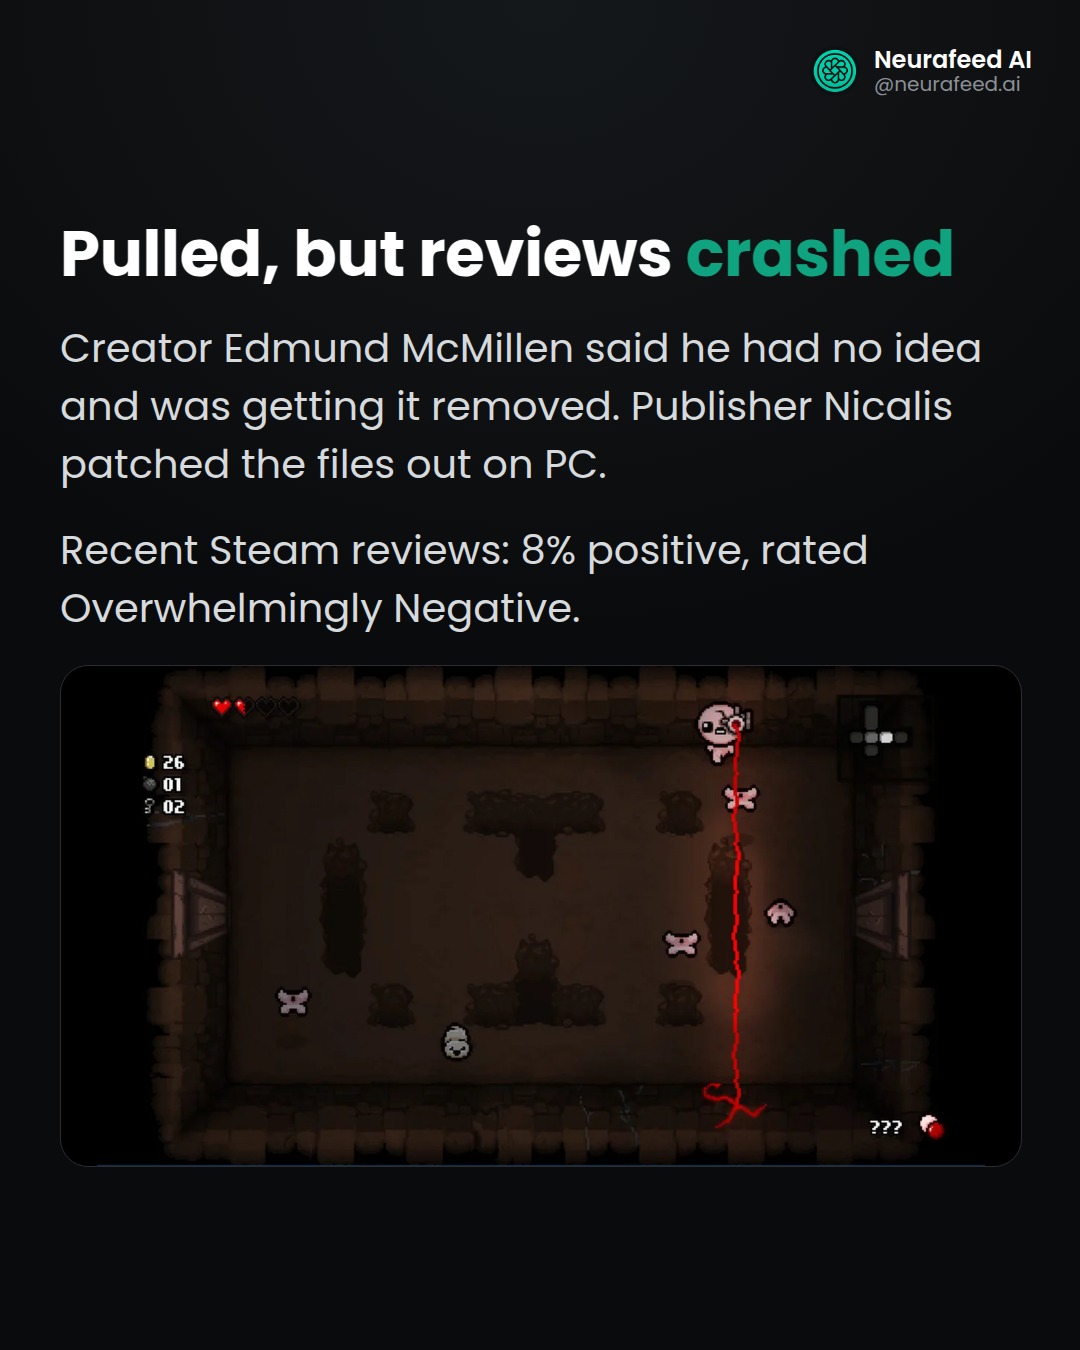 Neurafeed AI
@neurafeed.ai
Pulled, but reviews crashed
Creator Edmund McMillen said he had no idea
and was getting it removed. Publisher Nicalis
patched the files out on PC.
Recent Steam reviews: 8% positive, rated
Overwhelmingly Negative.
26
01
02
???